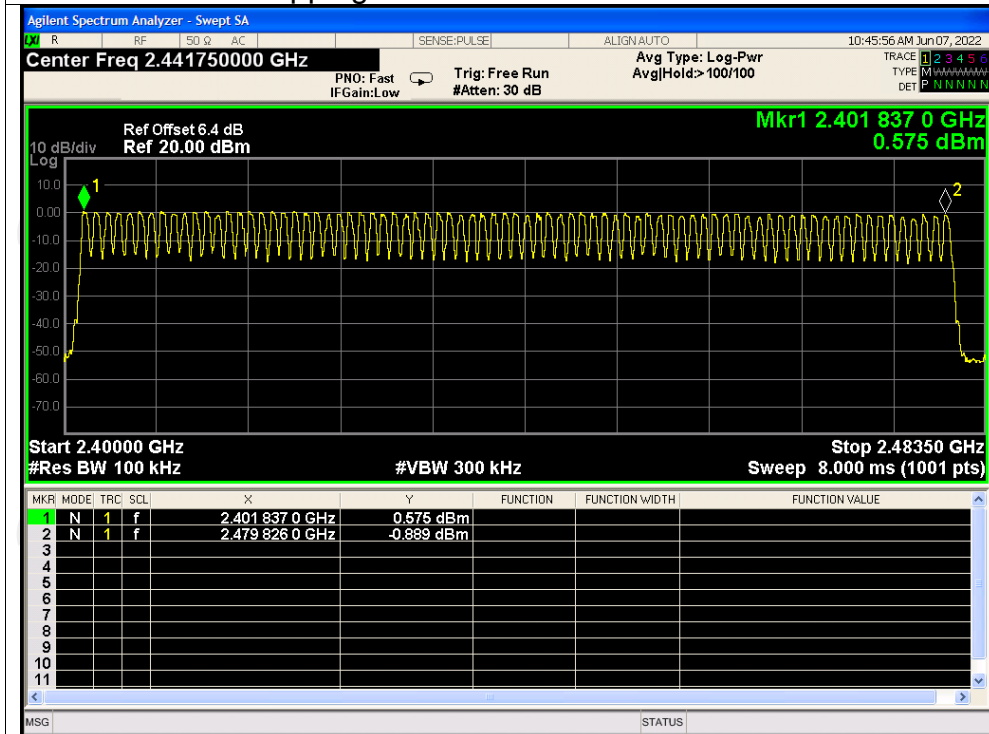 pping
Agilent Spectrum Analyzer - Swept SA
LXI R RF 50 Ω AC SENSE:PULSE ALIGNAUTO 10:45:56 AM Jun 07, 2022
Center Freq 2.441750000 GHz Avg Type: Log-Pwr TRACE 1 2 3 4 5 6
PNO: Fast Trig: Free Run Avg|Hold:>100/100 TYPE M
IFGain:Low #Atten: 30 dB DET P N N N N N
Mkr1 2.401 837 0 GHz
Ref Offset 6.4 dB
0.575 dBm
10 dB/div Ref 20.00 dBm
Log
10.0
1
2
0.00
-10.0
-20.0
-30.0
-40.0
-50.0
-60.0
-70.0
Start 2.40000 GHz Stop 2.48350 GHz
#Res BW 100 kHz #VBW 300 kHz Sweep 8.000 ms (1001 pts)
MKR MODE TRC SCL X Y FUNCTION FUNCTION WIDTH FUNCTION VALUE
1 N 1 f 2.401 837 0 GHz 0.575 dBm
2 N 1 f 2.479 826 0 GHz -0.889 dBm
3
4
5
6
7
8
9
10
11
MSG STATUS